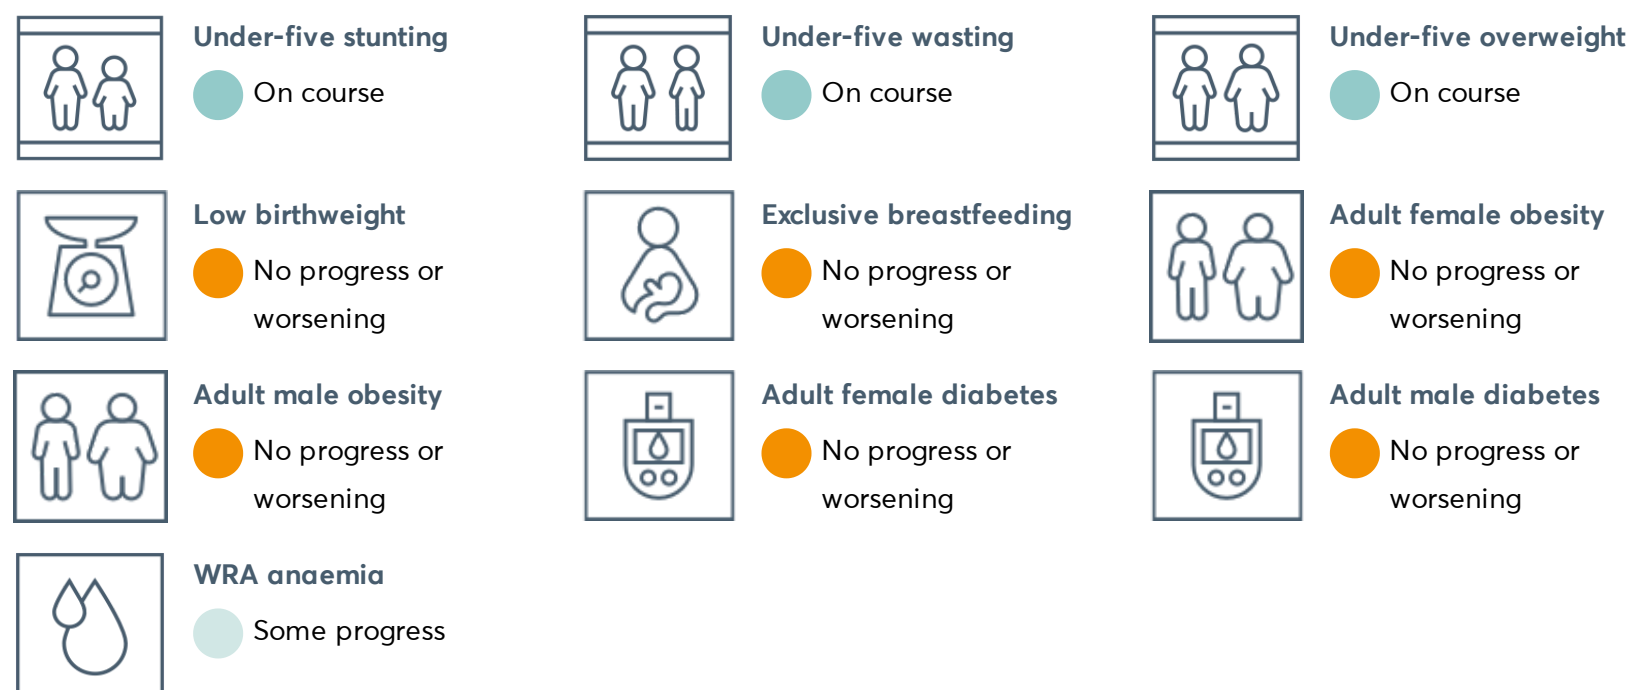 Under-five stunting
On course
Under-five wasting
On course
Under-five overweight
On course
Low birthweight
No progress or
worsening
Exclusive breastfeeding
No progress or
worsening
Adult female obesity
No progress or
worsening
Adult male obesity
No progress or
worsening
Adult female diabetes
No progress or
worsening
Adult male diabetes
No progress or
worsening
WRA anaemia
Some progress